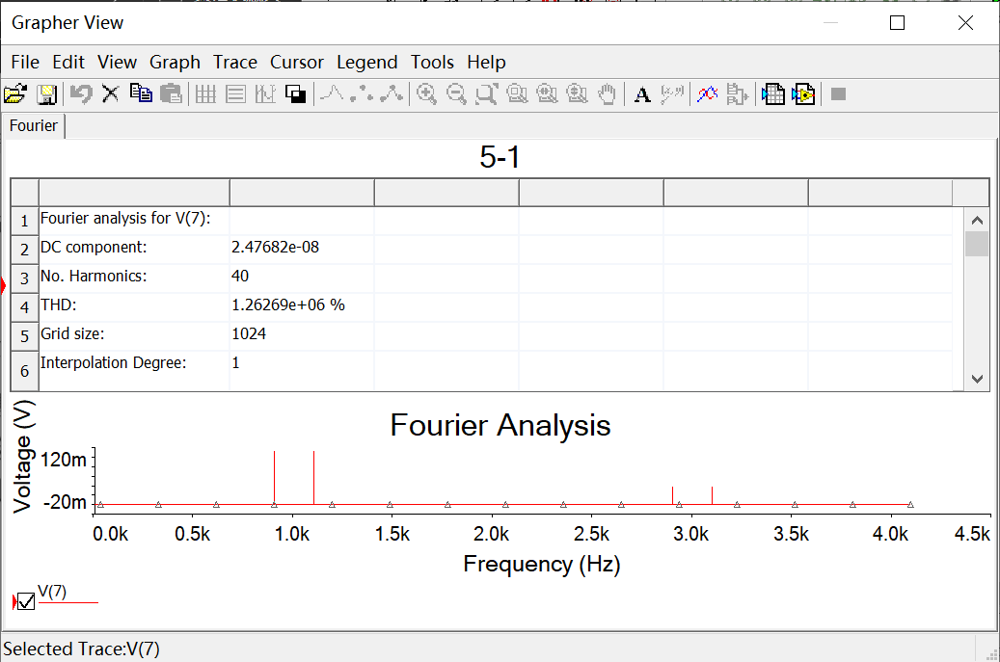 Grapher View
File Edit View Graph Trace Cursor Legend Tools Help
A
Fourier
5-1
1 Fourier analysis for V(7):
2 DC component: 2.47682e-08
3 No. Harmonics: 40
4 THD: 1.26269e+06 %
5 Grid size: 1024
6 Interpolation Degree: 1
Fourier Analysis
Voltage (V)
120m
-20m
0.0k 0.5k 1.0k 1.5k 2.0k 2.5k 3.0k 3.5k 4.0k 4.5k
Frequency (Hz)
V(7)
Selected Trace:V(7)